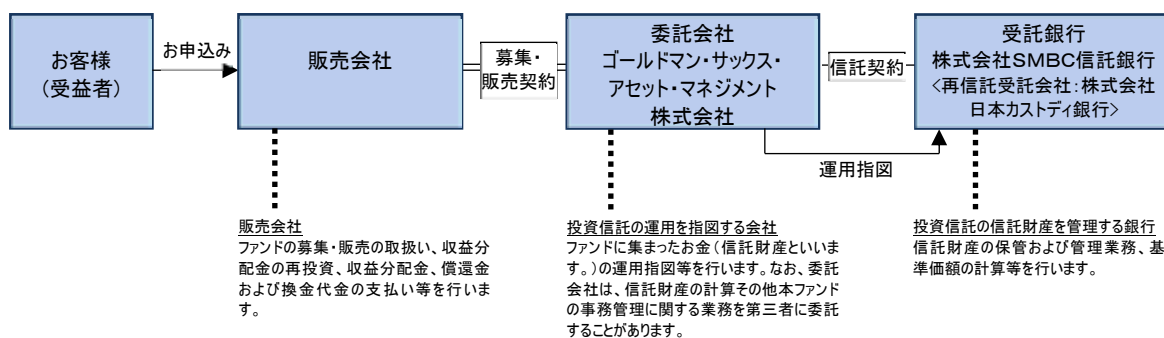 お客様
(受益者)
お申込み
販売会社
募集・
販売契約
委託会社
ゴールドマン・サックス・
アセット・マネジメント
株式会社
信託契約
受託銀行
株式会社SMBC信託銀行
<再信託受託会社:株式会社
日本カストディ銀行>
運用指図
販売会社
ファンドの募集・販売の取扱い、収益分
配金の再投資、収益分配金、償還金
および換金代金の支払い等を行いま
す。
投資信託の運用を指図する会社
ファンドに集まったお金(信託財産といいま
す。)の運用指図等を行います。なお、委託
会社は、信託財産の計算その他本ファンド
の事務管理に関する業務を第三者に委託
することがあります。
投資信託の信託財産を管理する銀行
信託財産の保管および管理業務、基
準価額の計算等を行います。